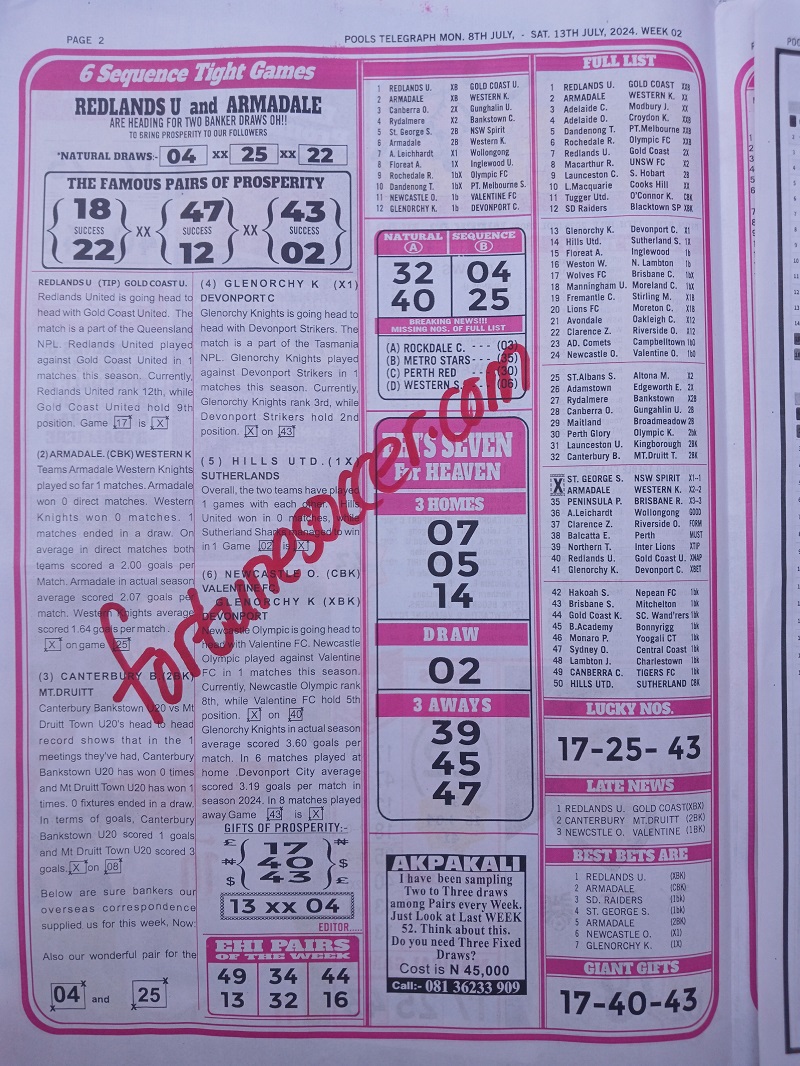 PAGE 2
POOLS TELEGRAPH MON. 8TH JULY, - SAT. 13TH JULY, 2024. WEEK 02
6 Sequence Tight Games
REDLANDS U and ARMADALE
ARE HEADING FOR TWO BANKER DRAWS OH!!
TO BRING PROSPERITY TO OUR FOLLOWERS
*NATURAL DRAWS:- 04 xx 25 xx 22
THE FAMOUS PAIRS OF PROSPERITY
18 47 43
SUCCESS XX SUCCESS XX SUCCESS
22 12 02
REDLANDS U (TIP) GOLD COAST U.
Redlands United is going head to
head with Gold Coast United. The
match is a part of the Queensland
NPL. Redlands United played
against Gold Coast United in 1
matches this season. Currently,
Redlands United rank 12th, while
Gold Coast United hold 9th
position. Game 17 is X
(2) ARMADALE. (CBK) WESTERN K
Teams Armadale Western Knights
played so far 1 matches. Armadale
won 0 direct matches. Western
Knights won 0 matches. 1
matches ended in a draw. On
average in direct matches both
teams scored a 2.00 goals per
Match. Armadale in actual season
average scored 2.07 goals per
match. Western Knights average
scored 1.64 goals per match.
X on game 25
(3) CANTERBURY B. (2BK)
MT.DRUITT
Canterbury Bankstown U20 vs Mt
Druitt Town U20's head to head
record shows that in the 1
meetings they've had, Canterbury
Bankstown U20 has won 0 times
and Mt Druitt Town U20 has won 1
times. 0 fixtures ended in a draw.
In terms of goals, Canterbury
Bankstown U20 scored 1 goals
and Mt Druitt Town U20 scored 3
goals. X on 08
Below are sure bankers our
overseas correspondence
supplied us for this week, Now:
Also our wonderful pair for the
04 and 25
(4) GLENORCHY K (X1)
DEVONPORT C
Glenorchy Knights is going head to
head with Devonport Strikers. The
match is a part of the Tasmania
NPL. Glenorchy Knights played
against Devonport Strikers in 1
matches this season. Currently,
Glenorchy Knights rank 3rd, while
Devonport Strikers hold 2nd
position. X on 43
(5) HILLS UTD. (1X)
SUTHERLANDS
Overall, the two teams have played
1 games with each other. Hills
United won in 0 matches, while
Sutherland Sharks managed to win
in 1 Game 02 is X
(6) NEWCASTLE O. (CBK)
VALENTINE FC
GLENORCHY K (XBK)
DEVONPORT
Newcastle Olympic is going head to
head with Valentine FC. Newcastle
Olympic played against Valentine
FC in 1 matches this season.
Currently, Newcastle Olympic rank
8th, while Valentine FC hold 5th
position. X on 40
Glenorchy Knights in actual season
average scored 3.60 goals per
match. In 6 matches played at
home .Devonport City average
scored 3.19 goals per match in
season 2024. In 8 matches played
away Game 43 is X
GIFTS OF PROSPERITY:-
£ 17 ₦
₦ 40 $
$ 43 £
13 xx 04
EDITOR.....
EHI PAIRS
OF THE WEEK
49 34 44
13 32 16
1 REDLANDS U. XB GOLD COAST U.
2 ARMADALE XB WESTERN K.
3 Canberra O. 2X Gunghalin U.
4 Rydalmere X2 Bankstown C.
5 St. George S. 2B NSW Spirit
6 Armadale 2B Western K.
7 A. Leichhardt X1 Wollongong
8 Floreat A. 1X Inglewood U.
9 Rochedale R. 1bX Olympic FC
10 Dandenong T. 1bX PT. Melbourne S.
11 NEWCASTLE O. 1b VALENTINE FC
12 GLENORCHY K. 1b DEVONPORT C.
NATURAL SEQUENCE
A B
32 04
40 25
BREAKING NEWS!!!
MISSING NOS. OF FULL LIST
(A) ROCKDALE C. --- (03)
(B) METRO STARS --- (35)
(C) PERTH RED --- (30)
(D) WESTERN S. --- (06)
SEVEN
For HEAVEN
3 HOMES
07
05
14
DRAW
02
3 AWAYS
39
45
47
AKPAKALI
I have been sampling
Two to Three draws
among Pairs every Week.
Just Look at Last WEEK
52. Think about this.
Do you need Three Fixed
Draws?
Cost is N 45,000
Call:- 081 36233 909
FULL LIST
1 REDLANDS U. GOLD COAST XXB
2 ARMADALE WESTERN K. XX
3 Adelaide C. Modbury J. XX
4 Adelaide O. Croydon K. XXB
5 Dandenong T. PT.Melbourne XXB
6 Rochedale R. Olympic FC XXB
7 Redlands U. Gold Coast 2X
8 Macarthur R. UNSW FC XX
9 Launceston C. S. Hobart 2B
10 L.Macquarie Cooks Hill XX
11 Tugger Utd. O'Connor K. CBK
12 SD Raiders Blacktown SP XBK
13 Glenorchy K. Devonport C. X1
14 Hills Utd. Sutherland S. 1X
15 Floreat A. Inglewood 1b
16 Weston W. N. Lambton 1b
17 Wolves FC Brisbane C. 1bX
18 Manningham U. Moreland C. 1bX
19 Fremantle C. Stirling M. X1B
20 Lions FC Moreton C. X1B
21 Avondale Oakleigh C. X12
22 Clarence Z. Riverside O. X12
23 AD. Comets Campbelltown 1bO
24 Newcastle O. Valentine O. 1bO
25 ST.Albans S. Altona M. X2
26 Adamstown Edgeworth E. 2X
27 Rydalmere Bankstown X2B
28 Canberra O. Gungahlin U. 2B
29 Maitland Broadmeadow 2B
30 Perth Glory Olympic K. 2bk
31 Launceston U. Kingborough 2BK
32 Canterbury B. MT.Druitt T. 2BK
X ST. GEORGE S. NSW SPIRIT X1-1
ARMADALE WESTERN K. X2-2
35 PENINSULA P. BRISBANE R. X3-3
36 A.Leichardt Wollongong GOOD
37 Clarence Z. Riverside O. FORM
38 Balcatta E. Perth MUST
39 Northern T. Inter Lions XTIP
40 Redlands U. Gold Coast U. XNAP
41 Glenorchy K. Devonport C. XBET
42 Hakoah S. Nepean FC 1bk
43 Brisbane S. Mitchelton 1bk
44 Gold Coast K. SC. Wand'rers 1bk
45 B.Academy Bonnyrigg 1bk
46 Monaro P. Yoogali CT 1bk
47 Sydney O. Central Coast 1bk
48 Lambton J. Charlestown 1bk
49 CANBERRA C. TIGERS FC 1bk
50 HILLS UTD. SUTHERLAND CBK
LUCKY NOS.
17-25- 43
LATE NEWS
1 REDLANDS U. GOLD COAST(XBX)
2 CANTERBURY MT.DRUITT (2BK)
3 NEWCSTLE O. VALENTINE (1BK)
BEST BETS ARE
1 REDLANDS U. (XBK)
2 ARMADALE (CBK)
3 SD. RAIDERS (1bk)
4 ST. GEORGE S. (1bk)
5 ARMADALE (2BK)
6 NEWCASTLE O. (X1)
7 GLENORCHY K. (1X)
GIANT GIFTS
17-40-43
fortunesoccer.com